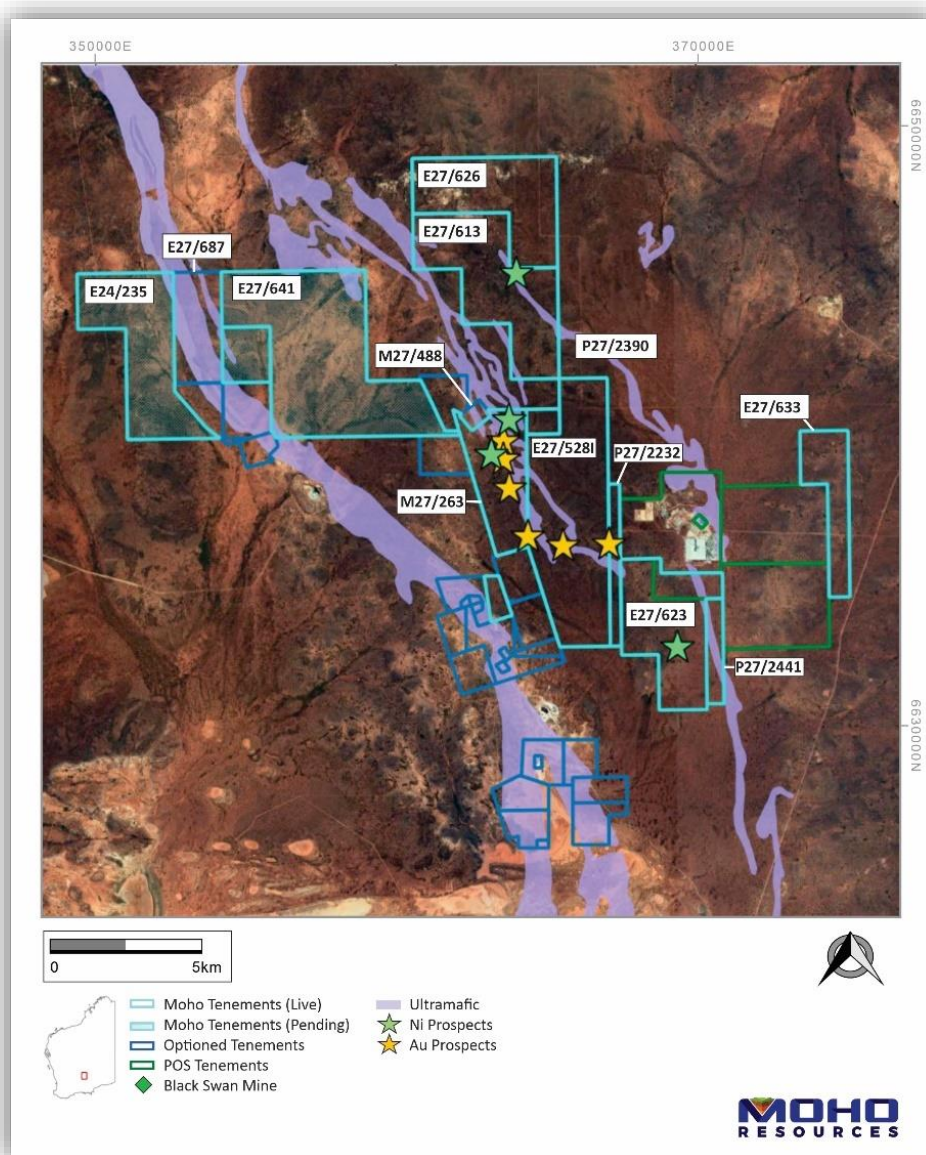 350000E
370000E
6650000N
E27/626
E27/613
E27/687
E24/235
E27/641
P27/2390
M27/488
E27/633
E27/528I
P27/2232
M27/263
E27/623
P27/2441
6630000N
0
5km
Moho Tenements (Live)
Moho Tenements (Pending)
Optioned Tenements
POS Tenements
Black Swan Mine
Ultramafic
Ni Prospects
Au Prospects
MOHO
RESOURCES